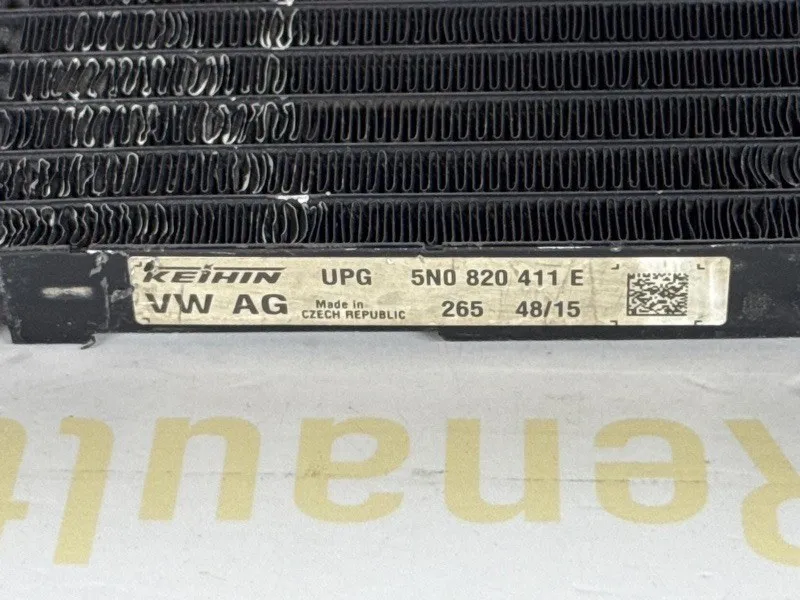 KEIHIN UPG 5N0 820 411 E
VW AG Made in CZECH REPUBLIC 265 48/15
Renault